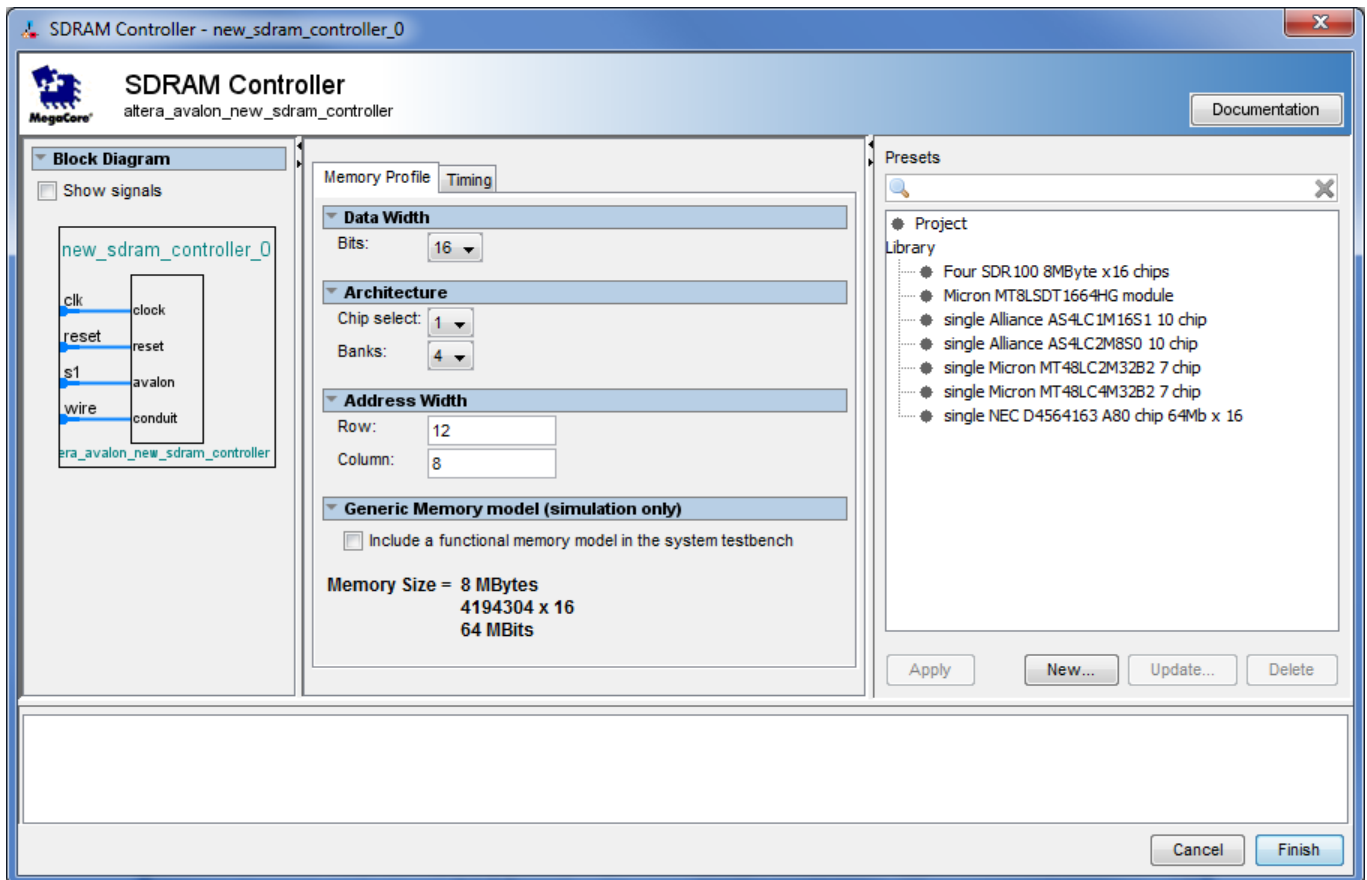 SDRAM Controller - new_sdram_controller_0
MegaCore®
SDRAM Controller
altera_avalon_new_sdram_controller
Documentation
Block Diagram
Show signals
new_sdram_controller_0
clk
clock
reset
reset
s1
avalon
wire
conduit
era_avalon_new_sdram_controller
Memory Profile
Timing
Data Width
Bits: 16
Architecture
Chip select: 1
Banks: 4
Address Width
Row: 12
Column: 8
Generic Memory model (simulation only)
Include a functional memory model in the system testbench
Memory Size = 8 MBytes
4194304 x 16
64 MBits
Presets
Project
Library
Four SDR100 8MByte x16 chips
Micron MT8LSDT1664HG module
single Alliance AS4LC1M16S1 10 chip
single Alliance AS4LC2M8S0 10 chip
single Micron MT48LC2M32B2 7 chip
single Micron MT48LC4M32B2 7 chip
single NEC D4564163 A80 chip 64Mb x 16
Apply
New...
Update...
Delete
Cancel
Finish